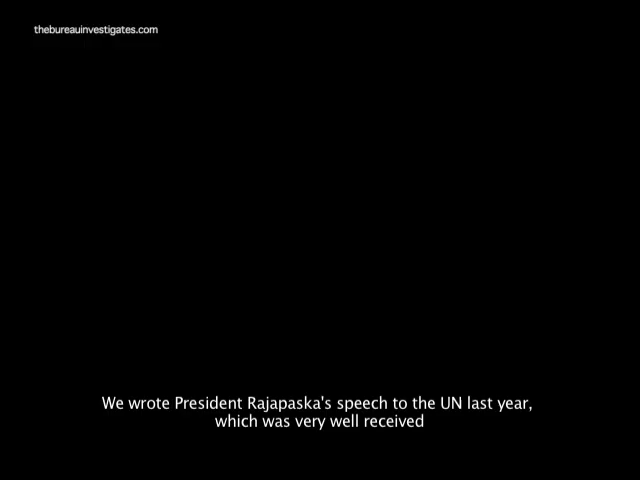 thebureauinvestigates.com
We wrote President Rajapaska's speech to the UN last year,
which was very well received